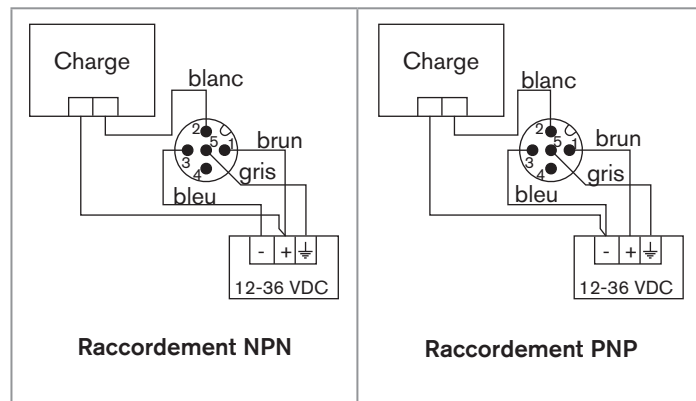 Charge
blanc
2
5
1
brun
3
4
gris
bleu
- +
12-36 VDC
Raccordement NPN
Charge
blanc
2
5
1
brun
3
4
gris
bleu
- +
12-36 VDC
Raccordement PNP